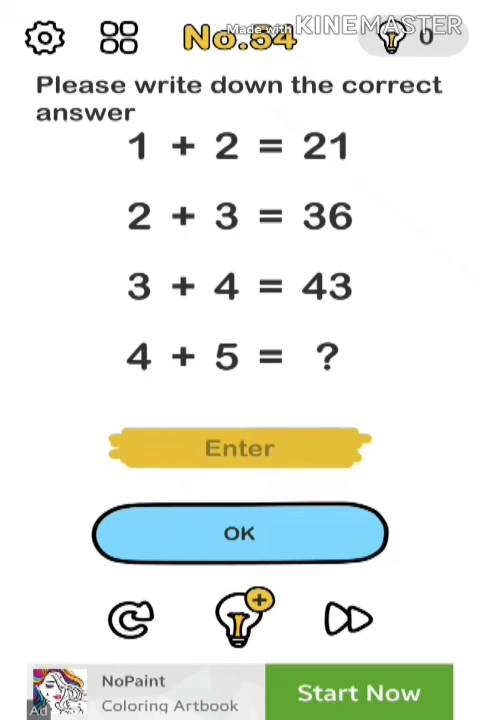 No.54
Made with KINEMASTER
0
Please write down the correct
answer
1 + 2 = 21
2 + 3 = 36
3 + 4 = 43
4 + 5 = ?
Enter
OK
NoPaint
Ad
Coloring Artbook
Start Now